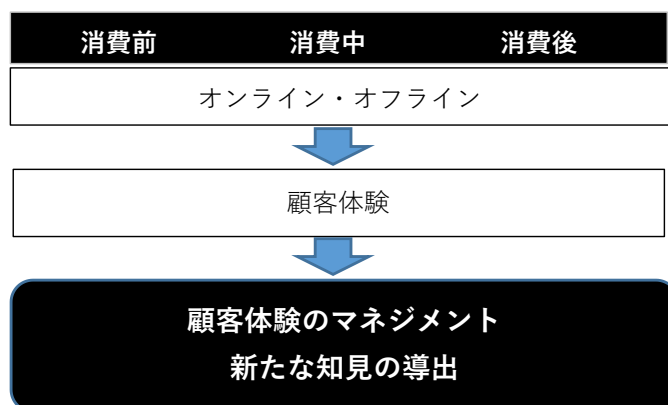 消費前 消費中 消費後
オンライン・オフライン
顧客体験
顧客体験のマネジメント
新たな知見の導出